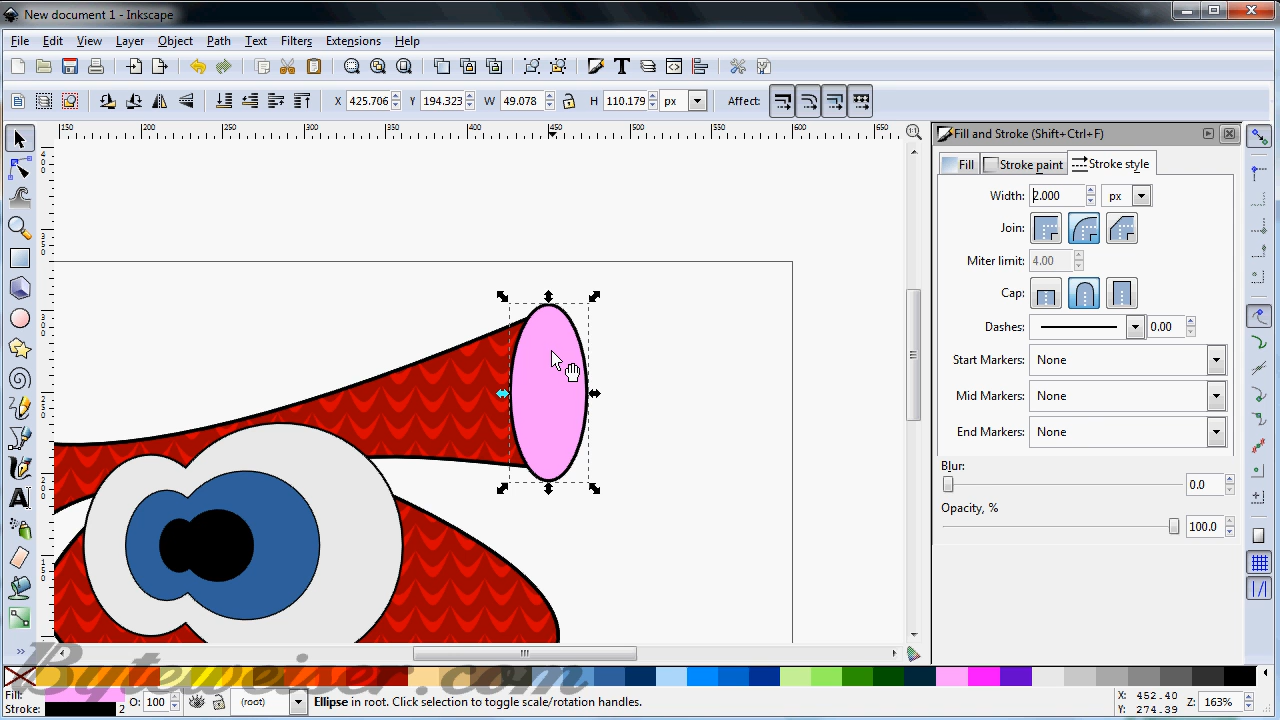 New document 1 - Inkscape
File Edit View Layer Object Path Text Filters Extensions Help
X 425.706 Y 194.323 W 49.078 H 110.179 px Affect:
150 200 250 300 350 400 450 500 550 600 650
Fill and Stroke (Shift+Ctrl+F)
Fill Stroke paint Stroke style
Width: 2.000 px
Join:
Miter limit: 4.00
Cap:
Dashes: 0.00
Start Markers: None
Mid Markers: None
End Markers: None
Blur:
0.0
Opacity, %
100.0
Byteweiser.com
Fill:
Stroke: 2
O: 100
(root)
Ellipse in root. Click selection to toggle scale/rotation handles.
X: 452.40
Y: 274.39
Z: 163%